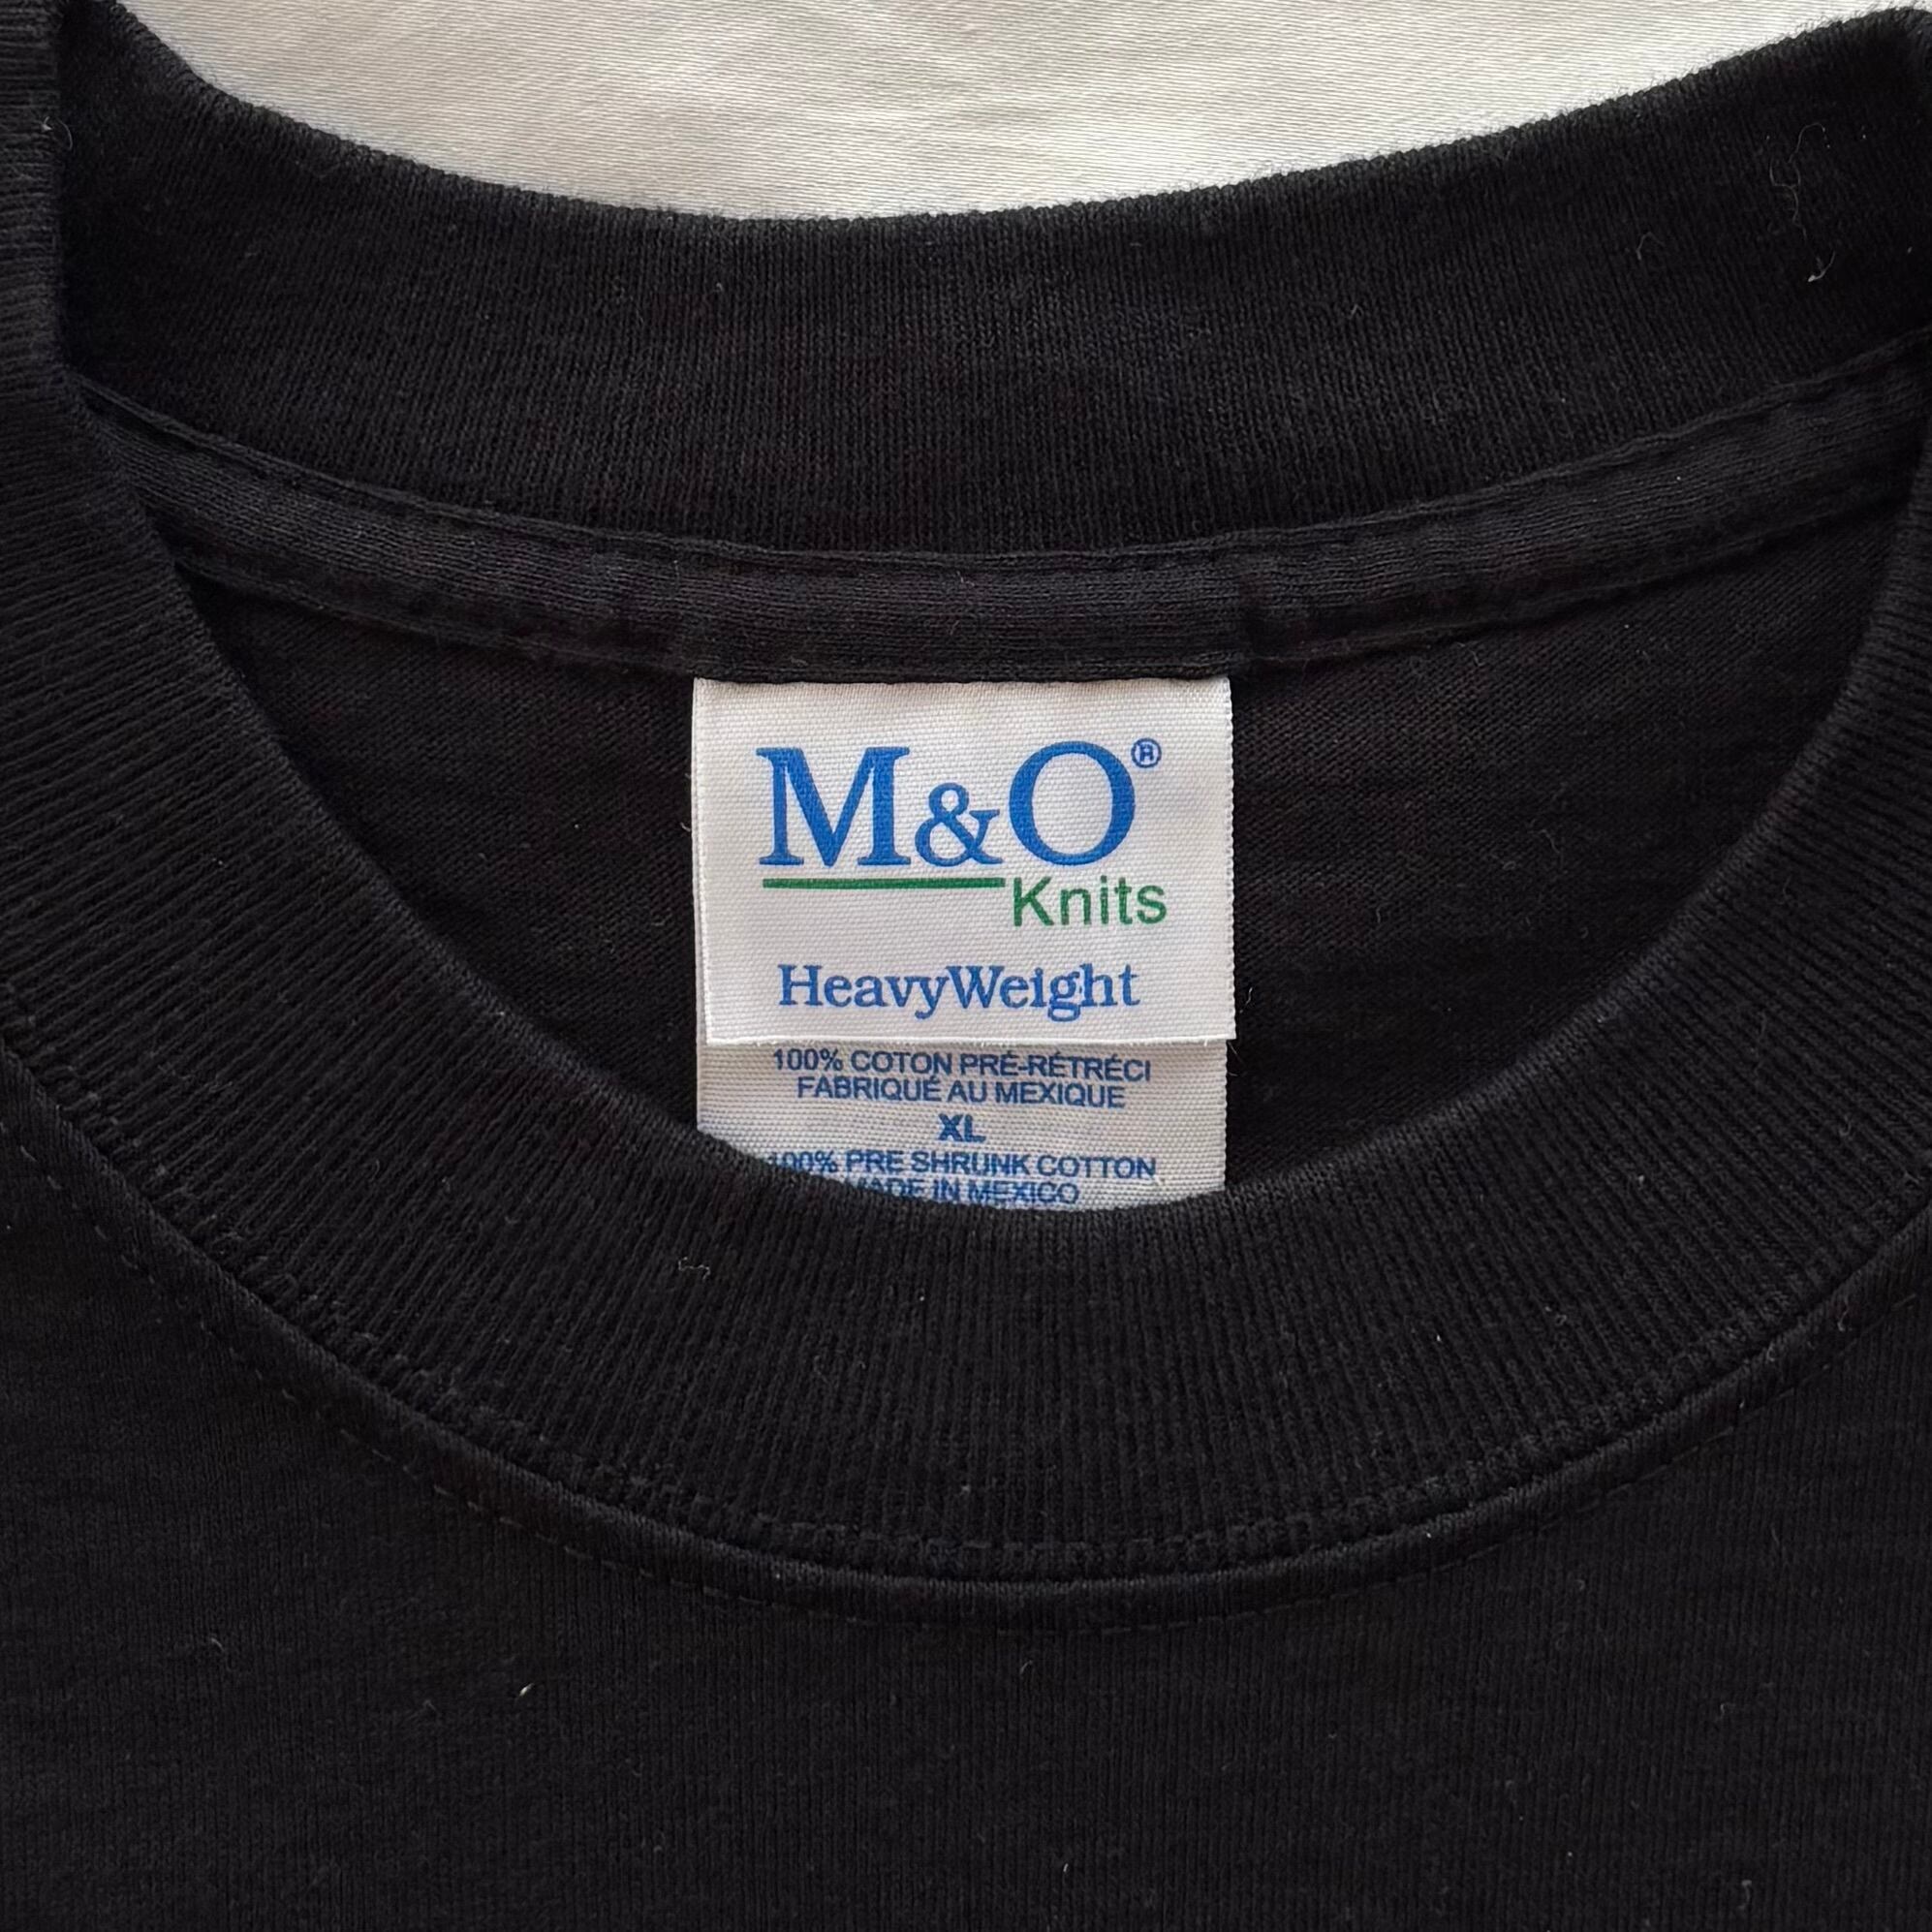 M&O®
Knits
HeavyWeight
100% COTON PRÉ-RÉTRÉCI
FABRIQUÉ AU MEXIQUE
XL
100% PRE SHRUNK COTTON
MADE IN MEXICO